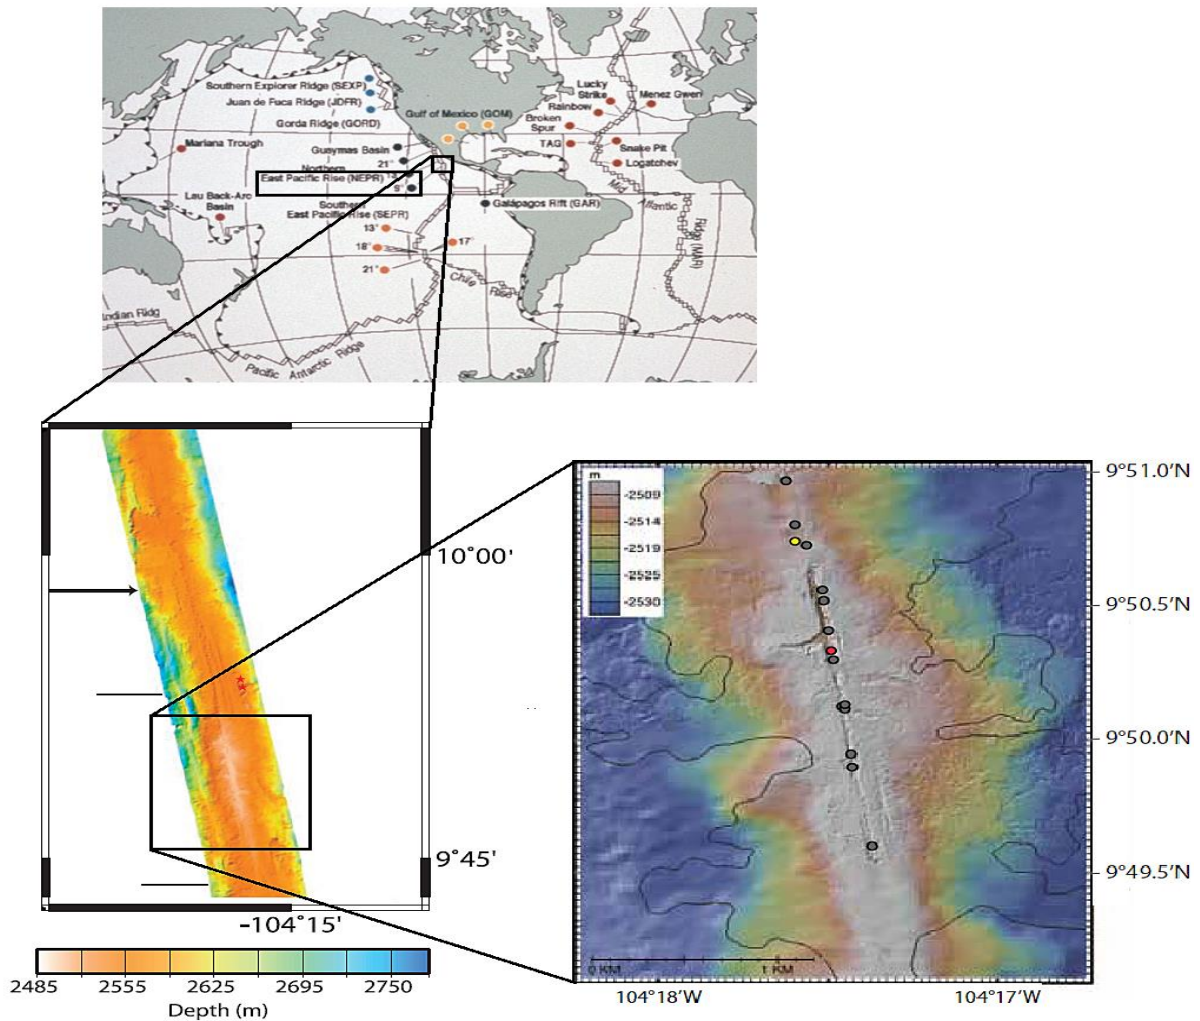 Southern Explorer Ridge (SEXP)
Juan de Fuca Ridge (JDFR)
Gorda Ridge (GORD)
Gulf of Mexico (GOM)
Lucky
Strike
Menez Gwen
Rainbow
Broken
Spur
TAG
Snake Pit
Logatchev
Mid Atlantic
Ridge (MAR)
Mariana Trough
Guaymas Basin
21°
Northern
East Pacific Rise (NEPR)
9°
Lau Back-Arc
Basin
Southern
East Pacific Rise (SEPR)
Galápagos Rift (GAR)
13°
17°
18°
21°
Chile Rise
Indian Ridg
Pacific Antarctic Ridge
10°00'
9°45'
-104°15'
2485 2555 2625 2695 2750
Depth (m)
m
-2509
-2514
-2519
-2525
-2530
9°51.0'N
9°50.5'N
9°50.0'N
9°49.5'N
0 KM 1 KM
104°18'W 104°17'W